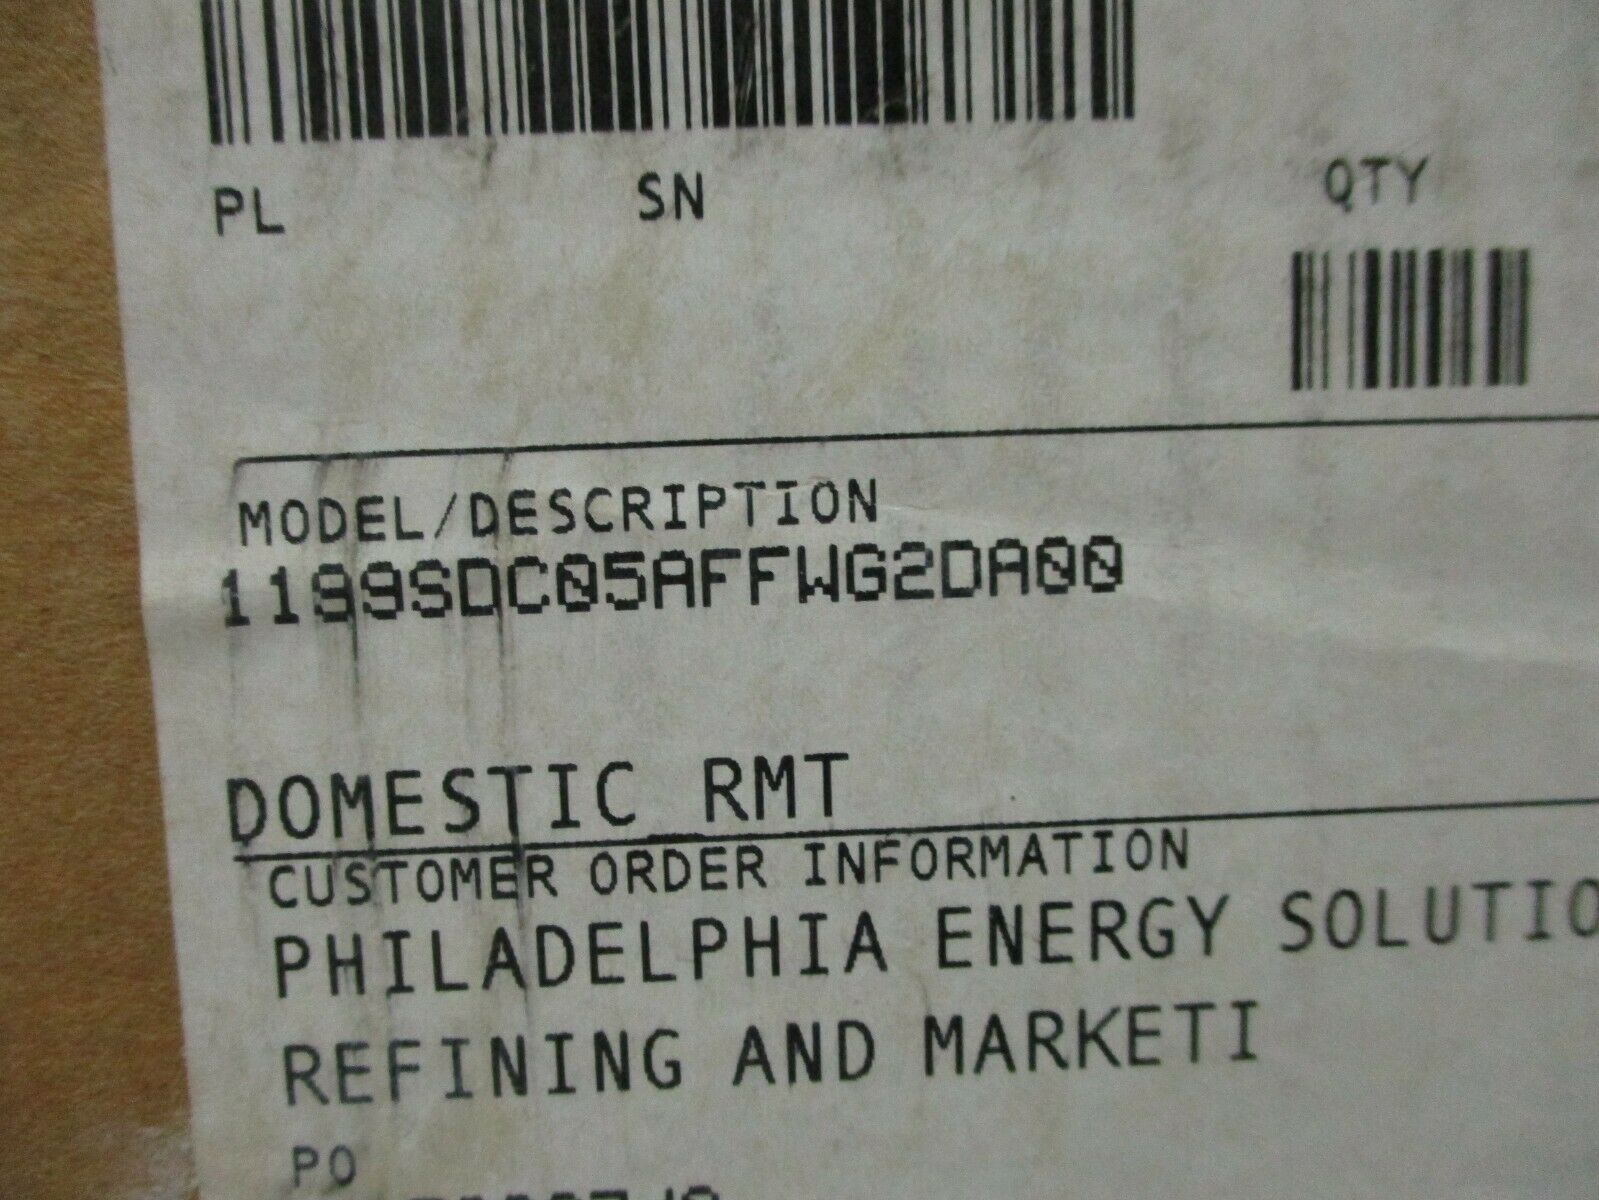 PL SN QTY
MODEL/DESCRIPTION
1199SDC05AFFWG2DA00
DOMESTIC RMT
CUSTOMER ORDER INFORMATION
PHILADELPHIA ENERGY SOLUTIO
REFINING AND MARKETI
PO